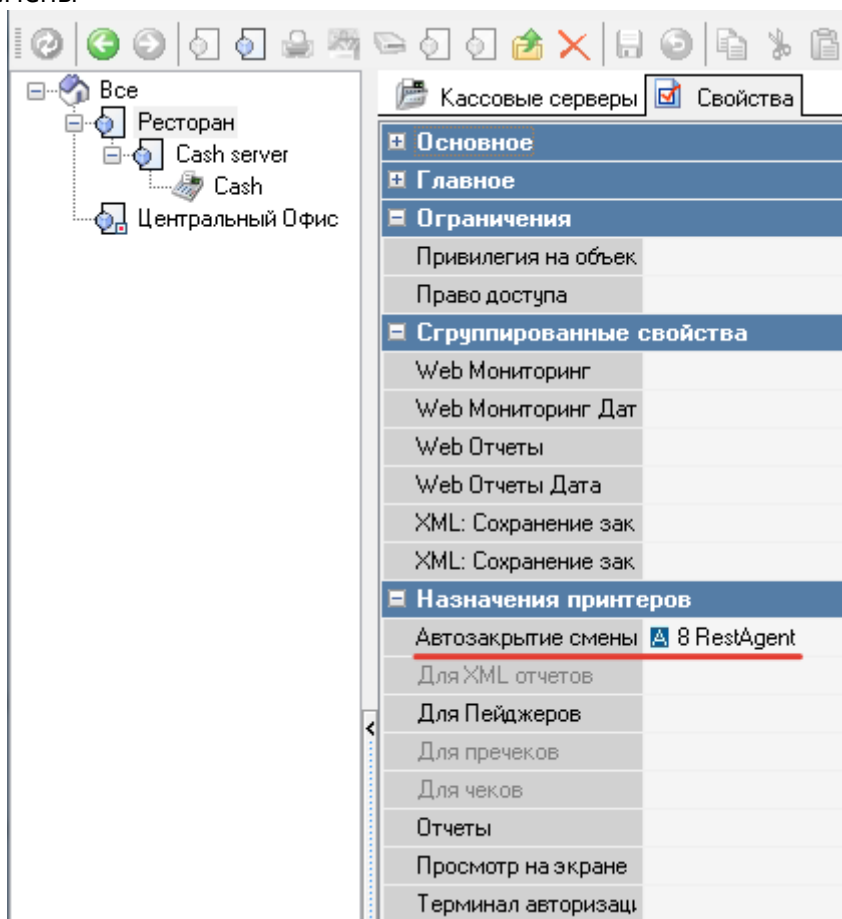 Все
Ресторан
Cash server
Cash
Центральный Офис
Кассовые серверы
Свойства
Основное
Главное
Ограничения
Привилегия на объек
Право доступа
Сгруппированные свойства
Web Мониторинг
Web Мониторинг Дат
Web Отчеты
Web Отчеты Дата
XML: Сохранение зак
XML: Сохранение зак
Назначения принтеров
Автозакрытие смены A 8 RestAgent
Для XML отчетов
Для Пейджеров
Для пречеков
Для чеков
Отчеты
Просмотр на экране
Терминал авторизаци